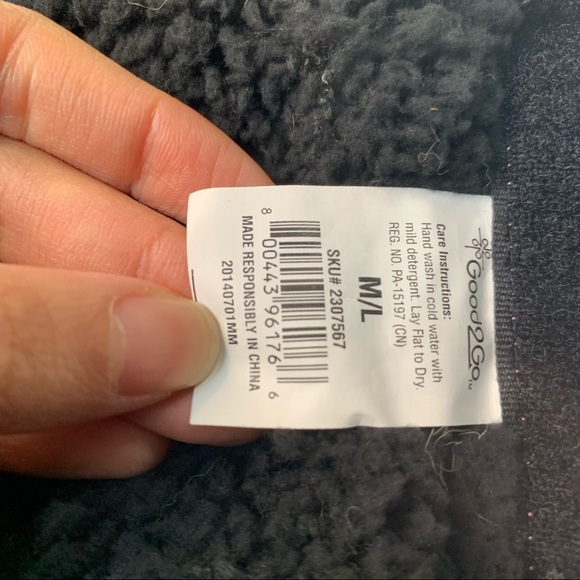 Good2Go™
Care Instructions:
Hand wash in cold water with
mild detergent. Lay Flat to Dry.
REG. NO. PA-15197 (CN)
M/L
SKU# 2307567
8 00443 96176 6
MADE RESPONSIBLY IN CHINA
20140701MM